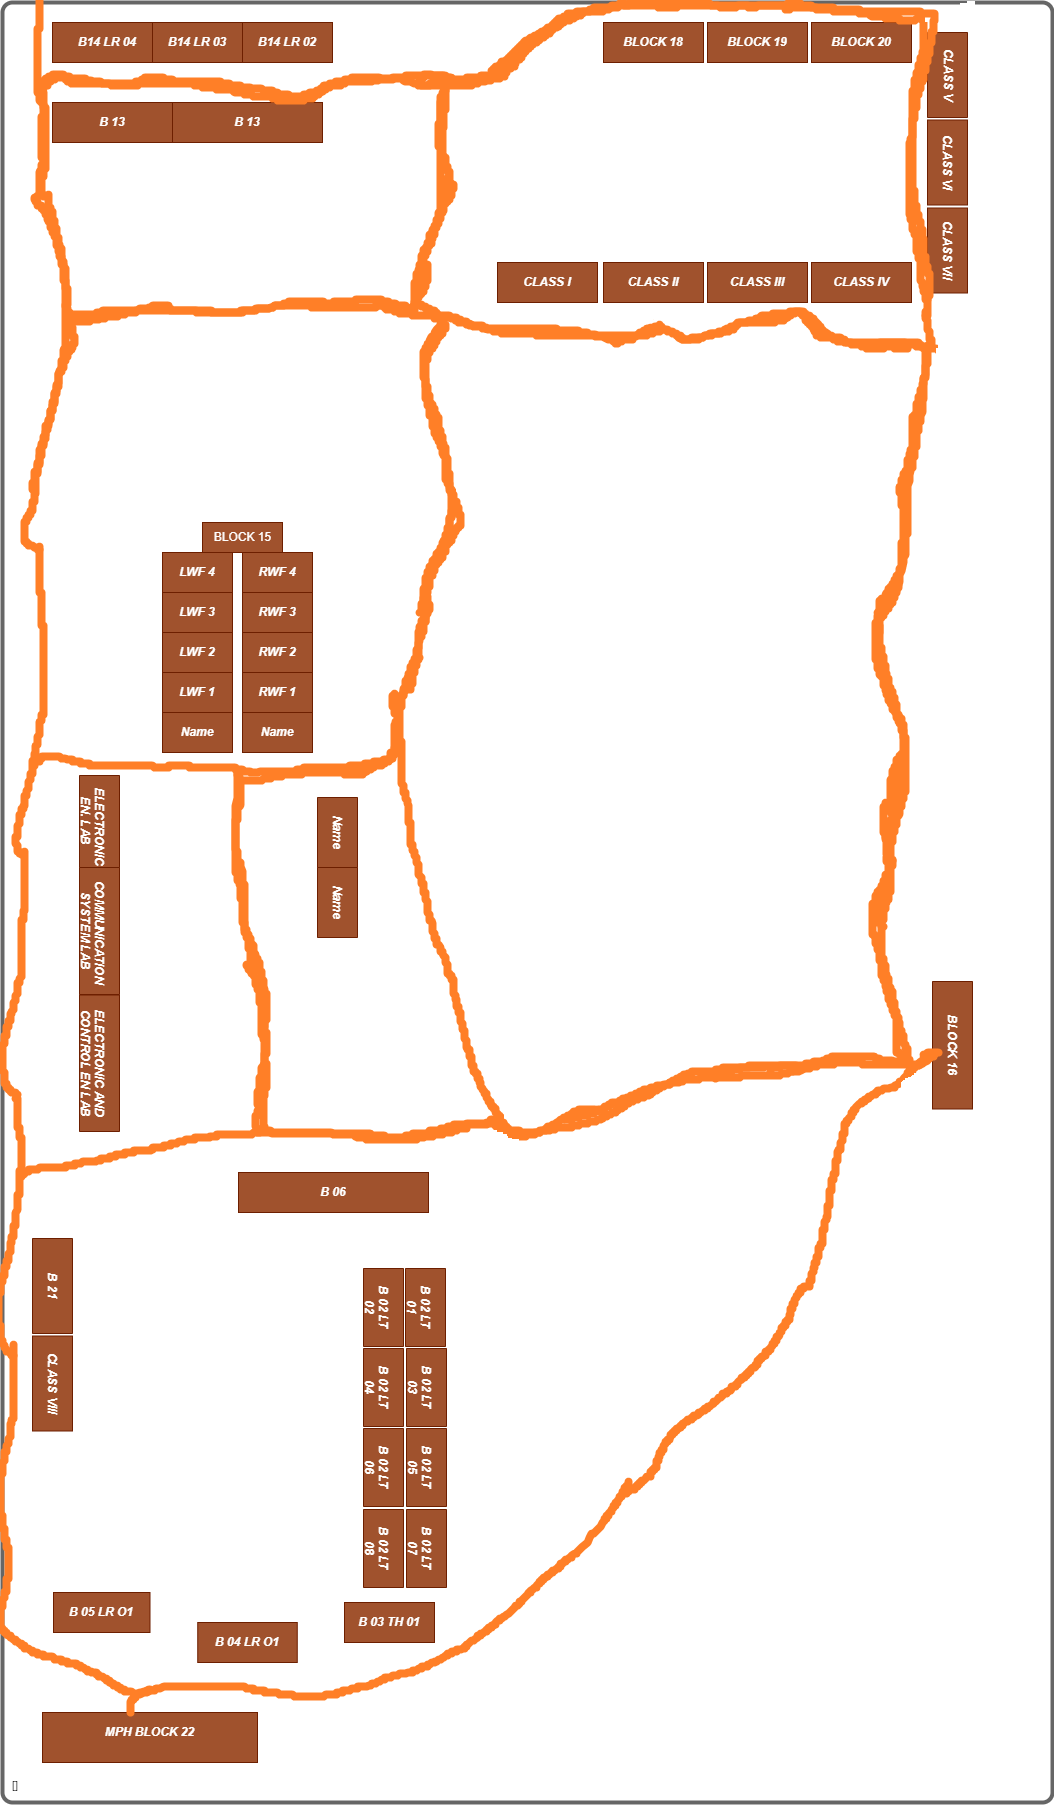 B14 LR 04
B14 LR 03
B14 LR 02
BLOCK 18
BLOCK 19
BLOCK 20
CLASS V
B 13
B 13
CLASS VI
CLASS VII
CLASS I
CLASS II
CLASS III
CLASS IV
BLOCK 15
LWF 4
RWF 4
LWF 3
RWF 3
LWF 2
RWF 2
LWF 1
RWF 1
Name
Name
ELECTRONIC
EN. LAB
Name
COMMUNICATION
SYSTEM LAB
Name
ELECTRONIC AND
CONTROL EN LAB
BLOCK 16
B 06
B 21
B 02 LT
02
B 02 LT
01
CLASS VIII
B 02 LT
04
B 02 LT
03
B 02 LT
06
B 02 LT
05
B 02 LT
08
B 02 LT
07
B 05 LR O1
B 04 LR O1
B 03 TH 01
MPH BLOCK 22